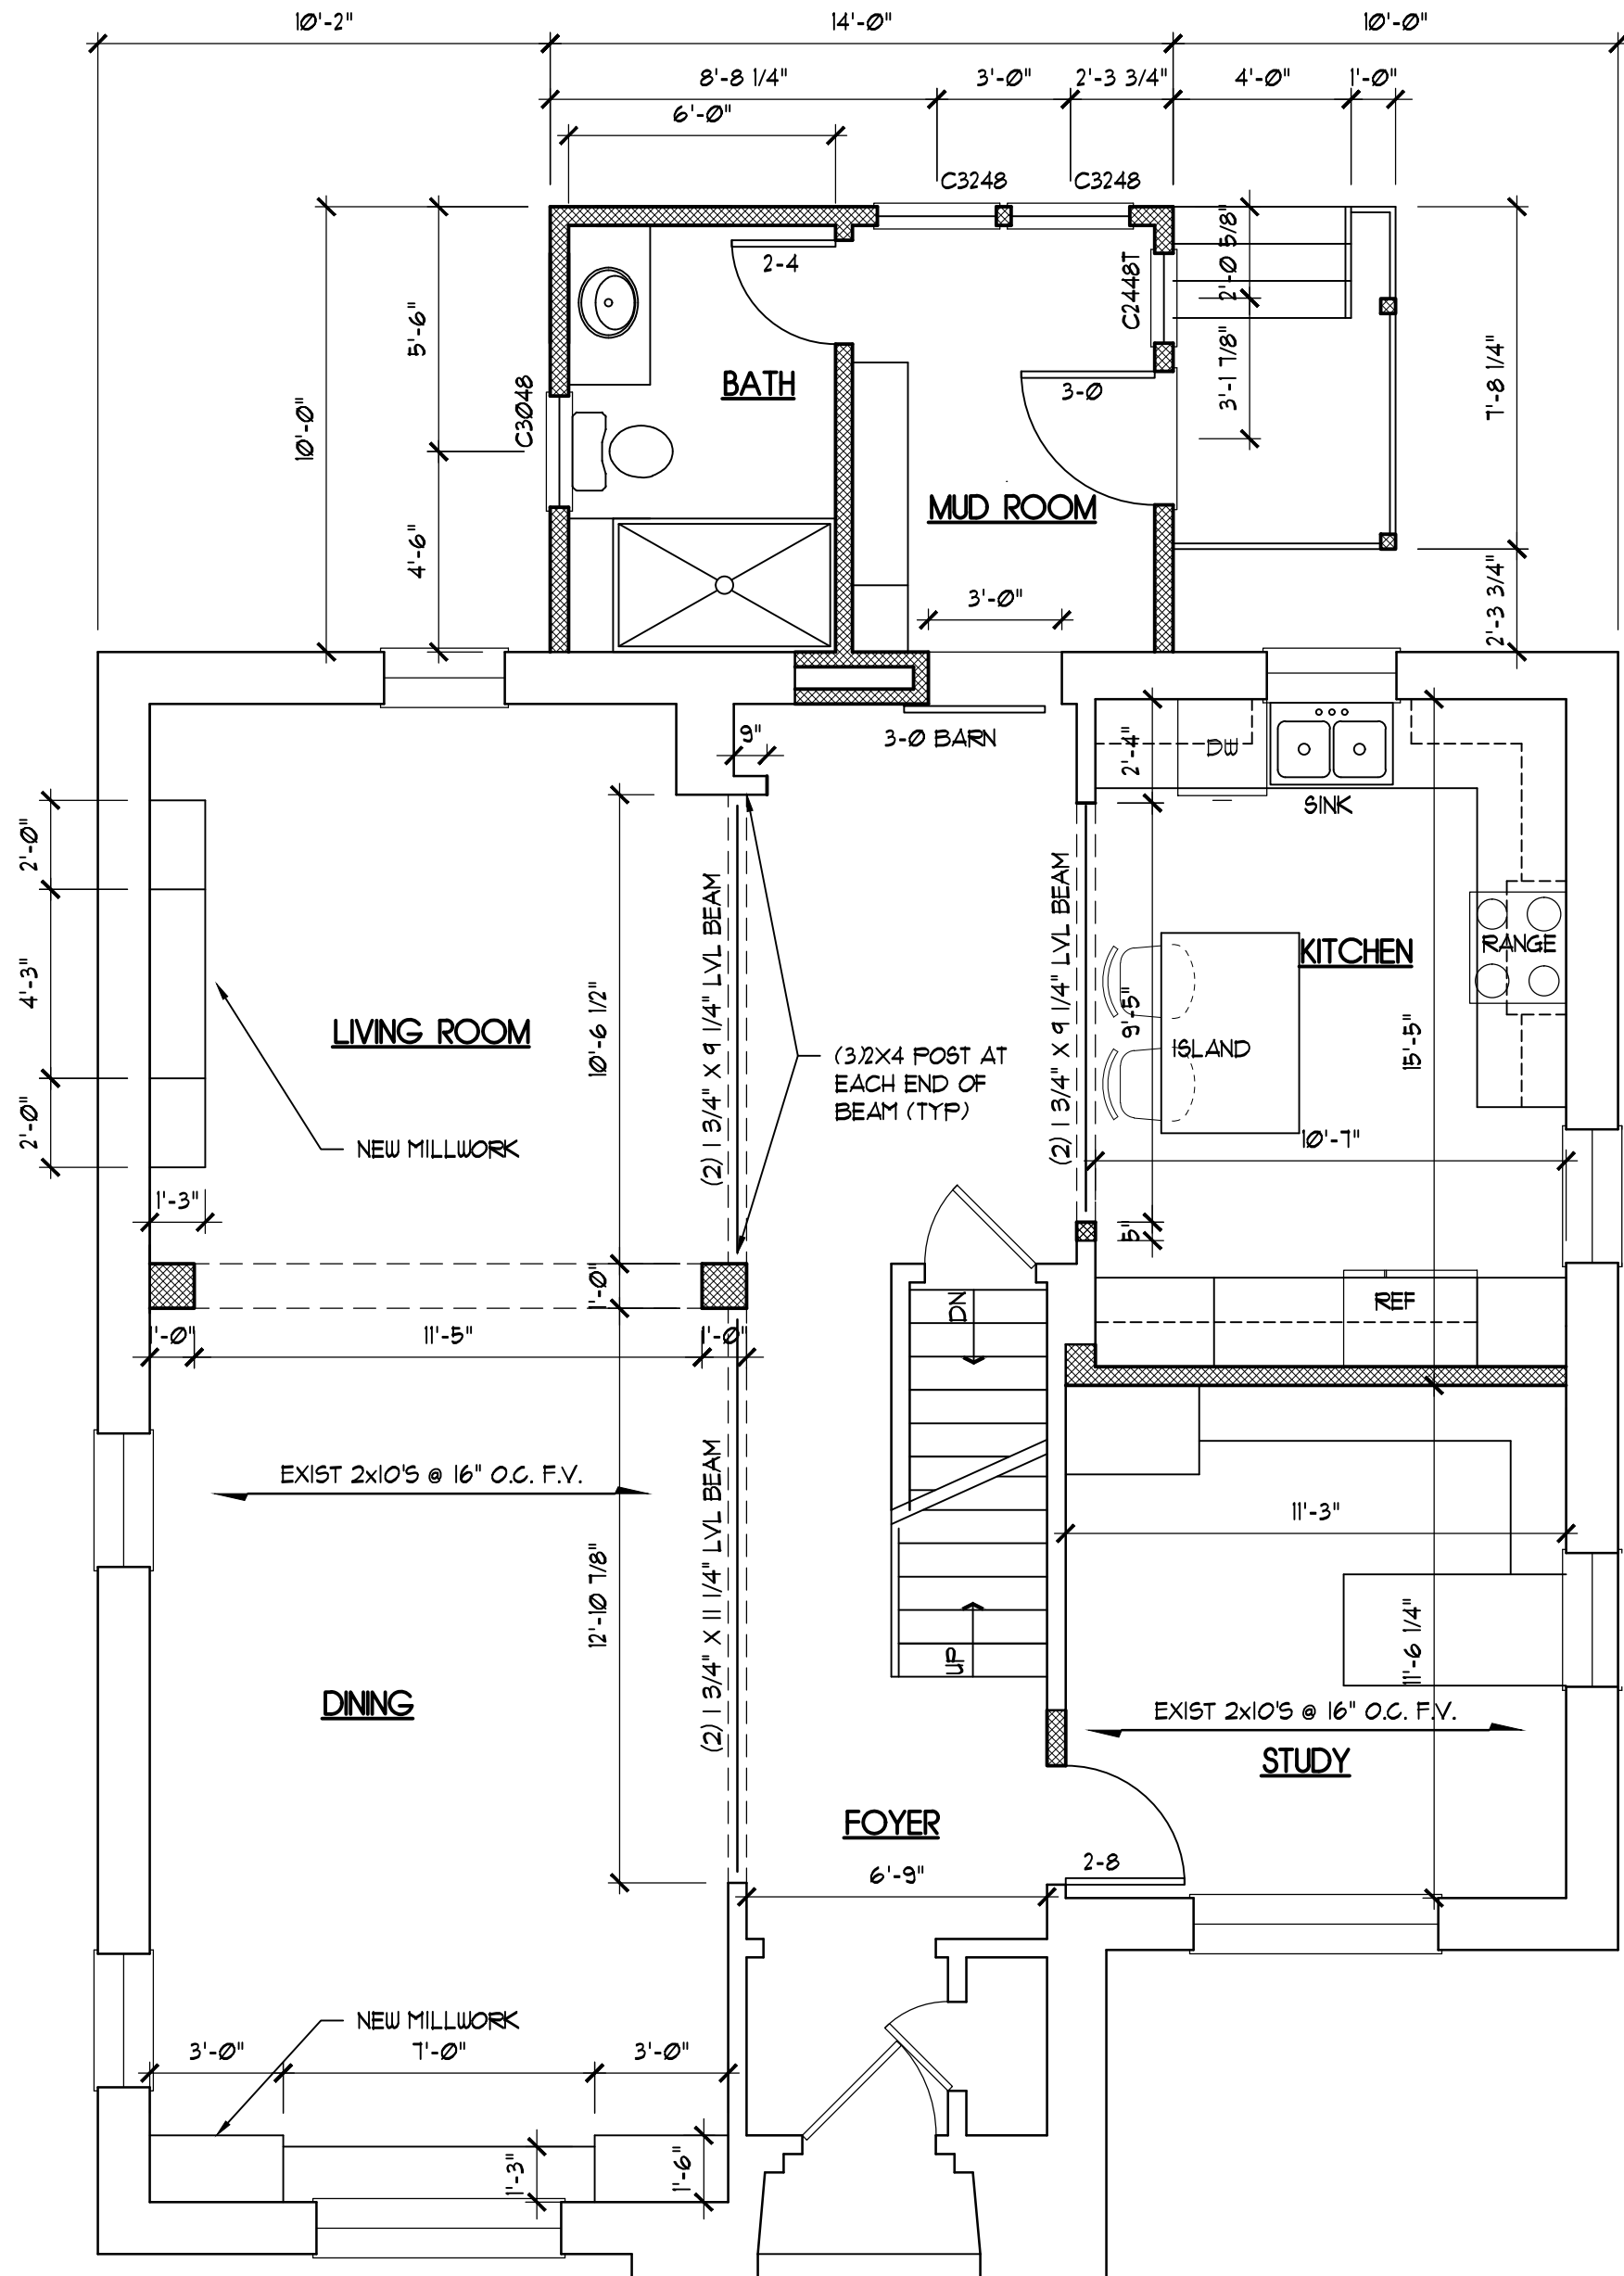 10'-2"
14'-0"
10'-0"
8'-8 1/4"
3'-0"
2'-3 3/4"
4'-0"
1'-0"
6'-0"
C3248
C3248
2'-0 5/8"
2-4
C2448T
5'-6"
BATH
3-0
3'-1 7/8"
7'-8 1/4"
C3048
10'-0"
MUD ROOM
4'-6"
3'-0"
2'-3 3/4"
9"
3-0 BARN
2'-4"
DW
SINK
2'-0"
(2) 1 3/4" X 9 1/4" LVL BEAM
(2) 1 3/4" X 9 1/4" LVL BEAM
KITCHEN
RANGE
4'-3"
LIVING ROOM
10'-6 1/2"
9'-5"
ISLAND
15'-5"
(3)2X4 POST AT
EACH END OF
BEAM (TYP)
2'-0"
NEW MILLWORK
10'-7"
1'-3"
5"
1'-0"
DN
REF
1'-0"
11'-5"
1'-0"
EXIST 2x10'S @ 16" O.C. F.V.
11'-3"
12'-10 7/8"
(2) 1 3/4" X 11 1/4" LVL BEAM
11'-6 1/4"
UP
DINING
EXIST 2x10'S @ 16" O.C. F.V.
STUDY
FOYER
2-8
6'-9"
NEW MILLWORK
3'-0"
7'-0"
3'-0"
1'-3"
1'-6"